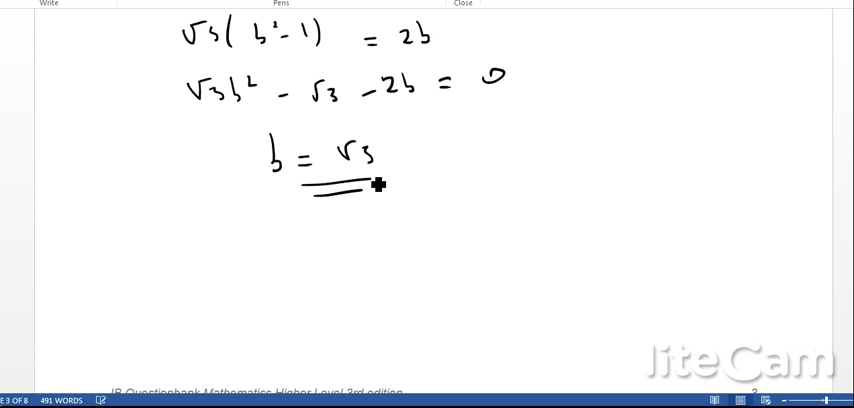 Write Pens Close
√3( b² - 1) = 2b
√3b² - √3 - 2b = 0
b = √3
liteCam
IB Questionbank Mathematics Higher Level 3rd edition 2
E 3 OF 8 491 WORDS